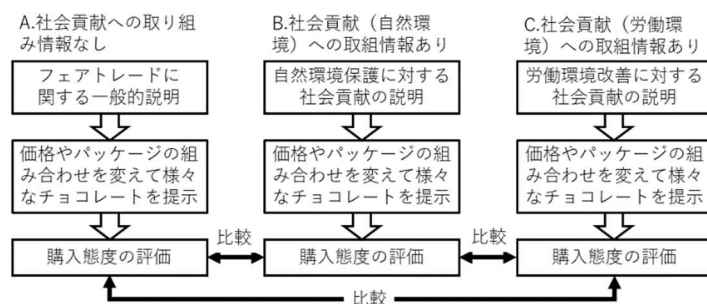 A.社会貢献への取り組
み情報なし
フェアトレードに
関する一般的説明
価格やパッケージの組
み合わせを変えて様々
なチョコレートを提示
購入態度の評価
B.社会貢献（自然環
境）への取組情報あり
自然環境保護に対する
社会貢献の説明
価格やパッケージの組
み合わせを変えて様々
なチョコレートを提示
購入態度の評価
C.社会貢献（労働環
境）への取組情報あり
労働環境改善に対する
社会貢献の説明
価格やパッケージの組
み合わせを変えて様々
なチョコレートを提示
購入態度の評価
比較
比較
比較